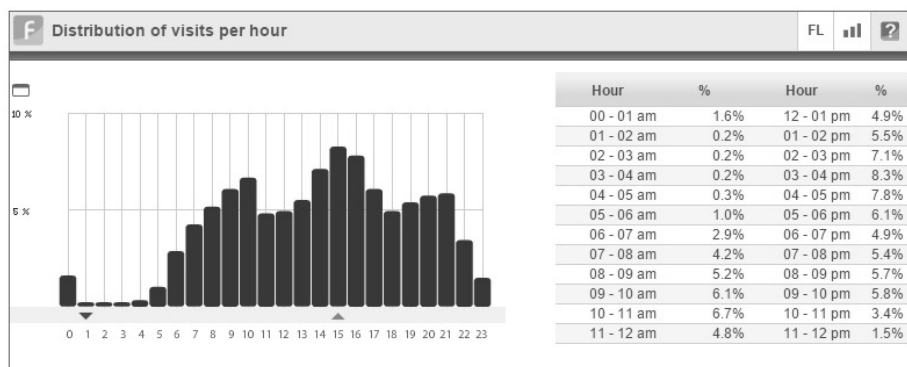 F Distribution of visits per hour FL ?
10 %
5 %
0 1 2 3 4 5 6 7 8 9 10 11 12 13 14 15 16 17 18 19 20 21 22 23
Hour % Hour %
00 - 01 am 1.6% 12 - 01 pm 4.9%
01 - 02 am 0.2% 01 - 02 pm 5.5%
02 - 03 am 0.2% 02 - 03 pm 7.1%
03 - 04 am 0.2% 03 - 04 pm 8.3%
04 - 05 am 0.3% 04 - 05 pm 7.8%
05 - 06 am 1.0% 05 - 06 pm 6.1%
06 - 07 am 2.9% 06 - 07 pm 4.9%
07 - 08 am 4.2% 07 - 08 pm 5.4%
08 - 09 am 5.2% 08 - 09 pm 5.7%
09 - 10 am 6.1% 09 - 10 pm 5.8%
10 - 11 am 6.7% 10 - 11 pm 3.4%
11 - 12 am 4.8% 11 - 12 pm 1.5%